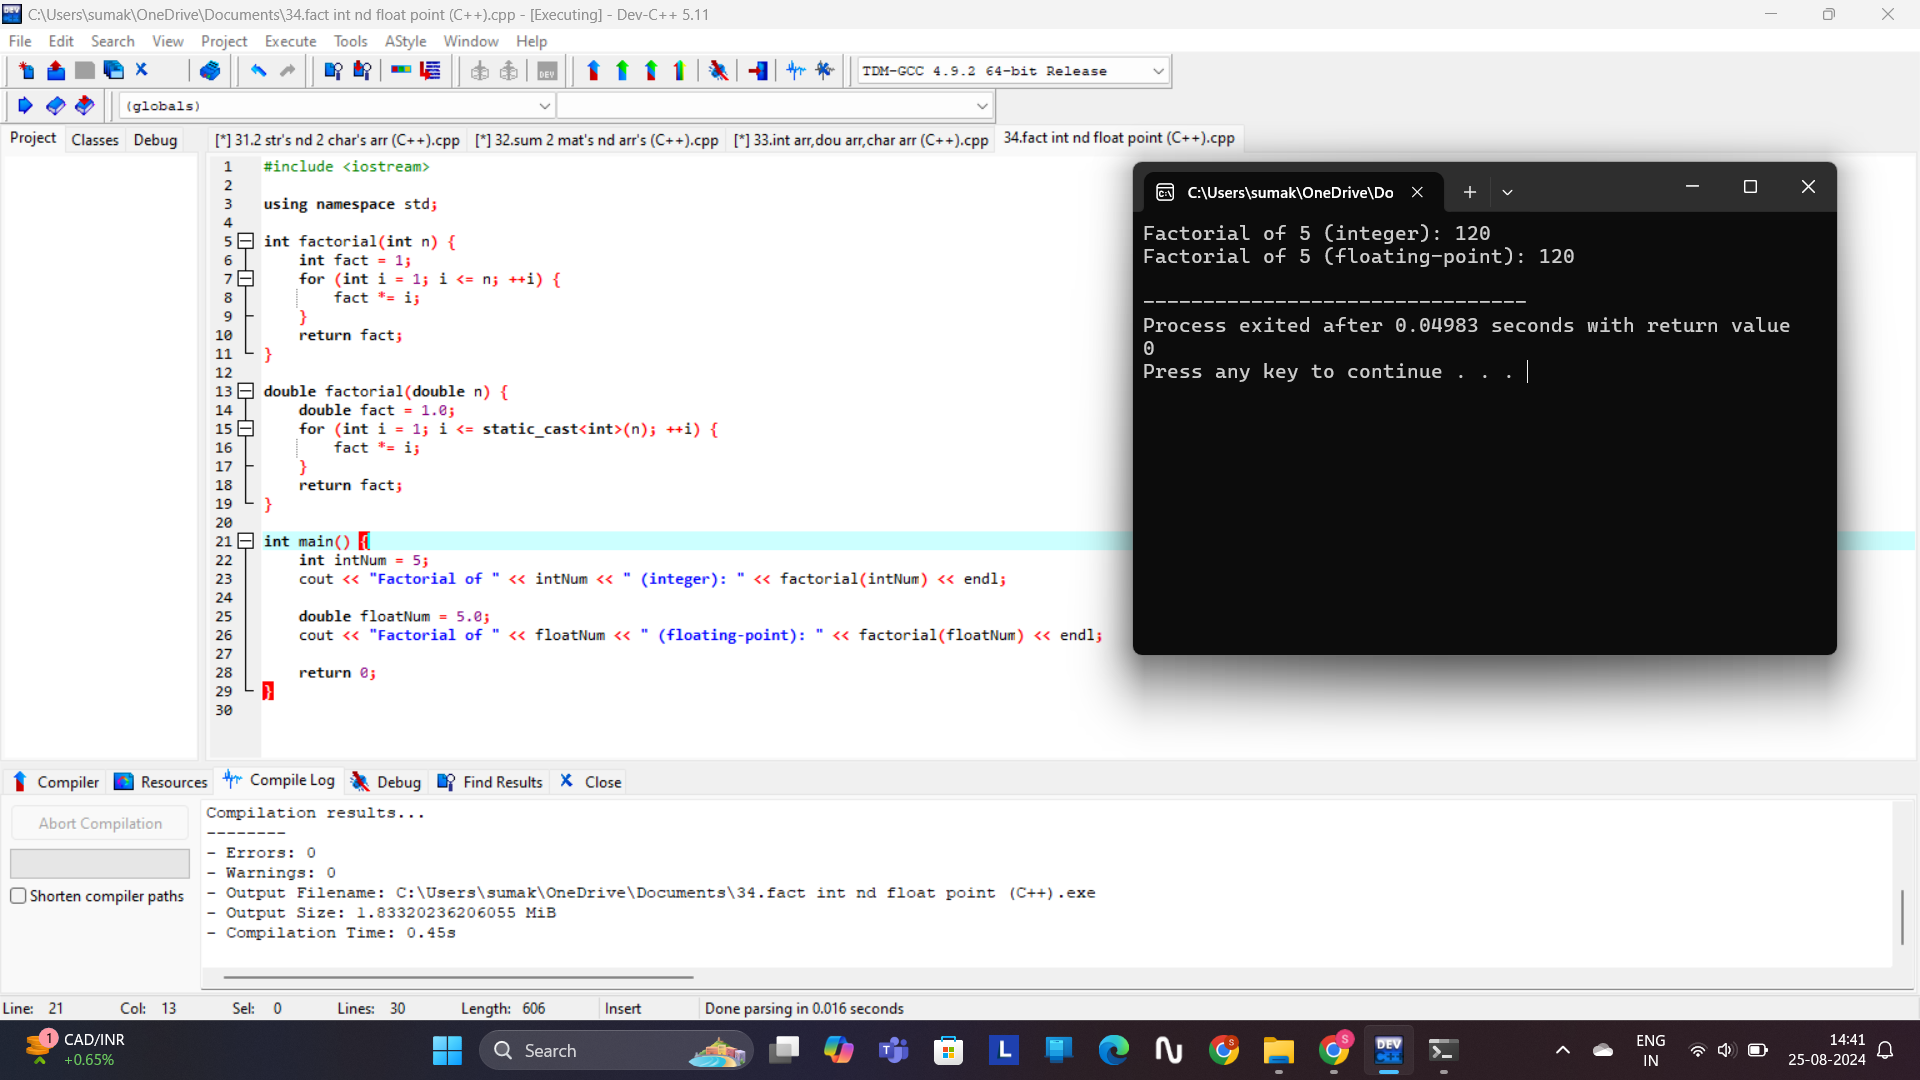 C:\Users\sumak\OneDrive\Documents\34.fact int nd float point (C++).cpp - [Executing] - Dev-C++ 5.11
File Edit Search View Project Execute Tools AStyle Window Help
TDM-GCC 4.9.2 64-bit Release
(globals)
Project Classes Debug
[*] 31.2 str's nd 2 char's arr (C++).cpp [*] 32.sum 2 mat's nd arr's (C++).cpp [*] 33.int arr,dou arr,char arr (C++).cpp 34.fact int nd float point (C++).cpp
1 #include <iostream>
2
3 using namespace std;
4
5 int factorial(int n) {
6 int fact = 1;
7 for (int i = 1; i <= n; ++i) {
8 fact *= i;
9 }
10 return fact;
11 }
12
13 double factorial(double n) {
14 double fact = 1.0;
15 for (int i = 1; i <= static_cast<int>(n); ++i) {
16 fact *= i;
17 }
18 return fact;
19 }
20
21 int main() {
22 int intNum = 5;
23 cout << "Factorial of " << intNum << " (integer): " << factorial(intNum) << endl;
24
25 double floatNum = 5.0;
26 cout << "Factorial of " << floatNum << " (floating-point): " << factorial(floatNum) << endl;
27
28 return 0;
29 }
30
C:\Users\sumak\OneDrive\Do
Factorial of 5 (integer): 120
Factorial of 5 (floating-point): 120
--------------------------------
Process exited after 0.04983 seconds with return value
0
Press any key to continue . . .
Compiler Resources Compile Log Debug Find Results Close
Abort Compilation
Shorten compiler paths
Compilation results...
--------
- Errors: 0
- Warnings: 0
- Output Filename: C:\Users\sumak\OneDrive\Documents\34.fact int nd float point (C++).exe
- Output Size: 1.83320236206055 MiB
- Compilation Time: 0.45s
Line: 21 Col: 13 Sel: 0 Lines: 30 Length: 606 Insert Done parsing in 0.016 seconds
1 CAD/INR
+0.65%
Search
DEV C++
ENG
IN
14:41
25-08-2024